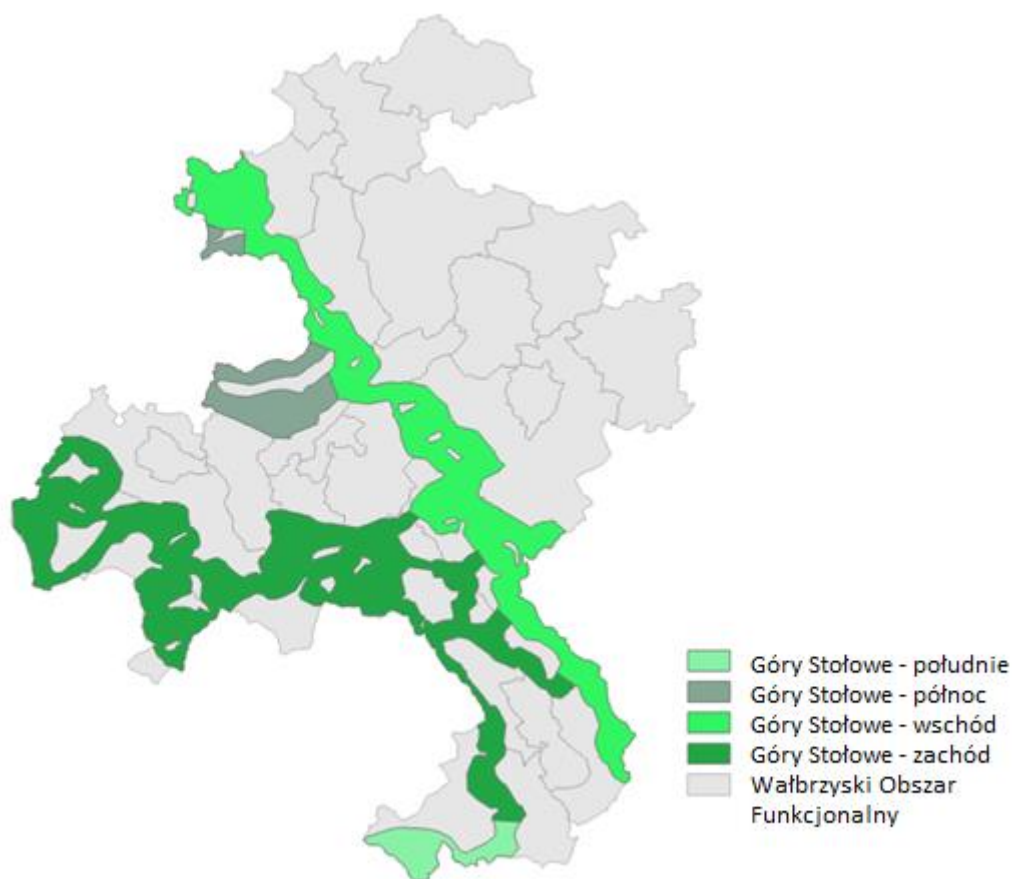 Góry Stołowe - południe
Góry Stołowe - północ
Góry Stołowe - wschód
Góry Stołowe - zachód
Wałbrzyski Obszar
Funkcjonalny